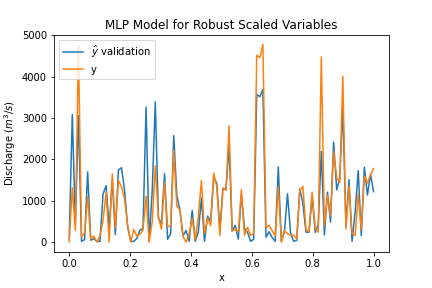 MLP Model for Robust Scaled Variables
5000
4000
3000
2000
1000
0
Discharge (m³/s)
ŷ validation
y
0.0 0.2 0.4 0.6 0.8 1.0
x